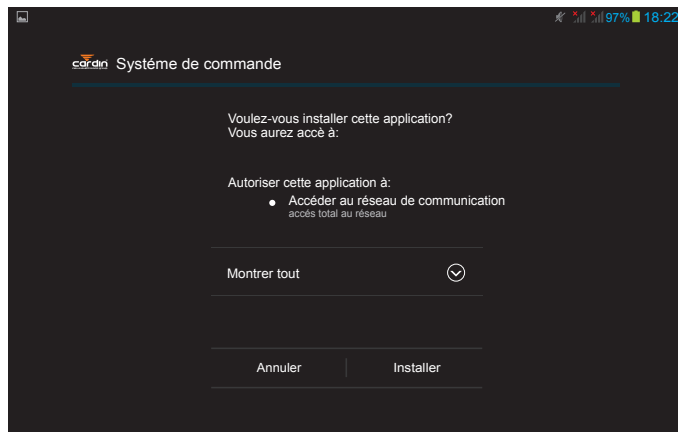 97% 18:22
cardin Systéme de commande
Voulez-vous installer cette application?
Vous aurez accè à:
Autoriser cette application à:
Accéder au réseau de communication
accés total au réseau
Montrer tout
Annuler Installer